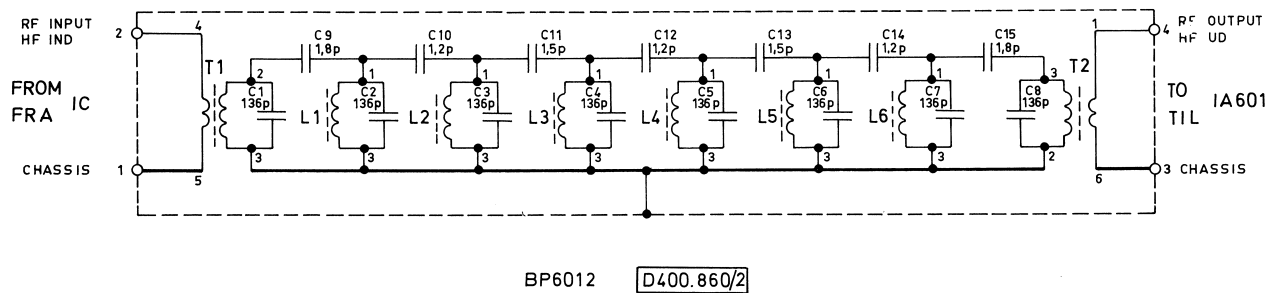 RF INPUT
HF IND
2
4
C9
1,8p
C10
1,2p
C11
1,5p
C12
1,2p
C13
1,5p
C14
1,2p
C15
1,8p
1
4
RF OUTPUT
HF UD
T1
2
1
1
1
1
1
1
3
T2
FROM
FRA
IC
C1
136p
L1
C2
136p
L2
C3
136p
L3
C4
136p
L4
C5
136p
L5
C6
136p
L6
C7
136p
C8
136p
TO
TIL
IA601
3
3
3
3
3
3
3
2
CHASSIS
1
5
6
3
CHASSIS
BP6012
D400.860/2